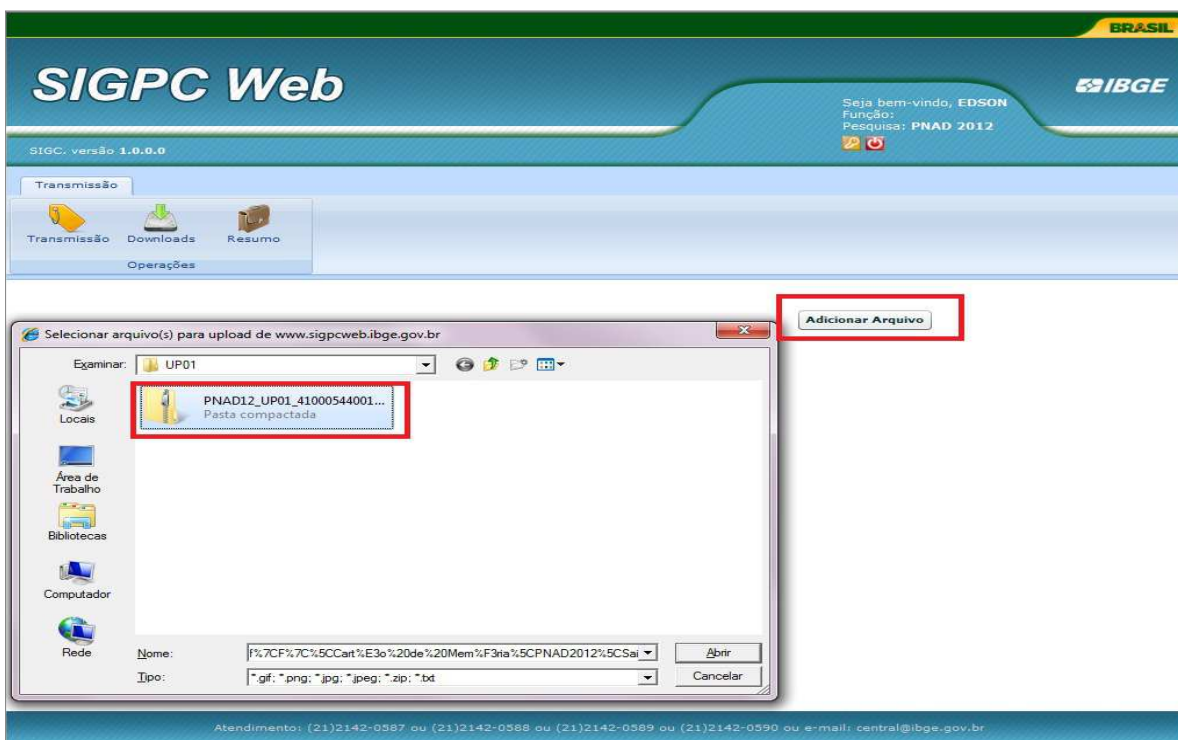 BRASIL
SIGPC Web
IBGE
Seja bem-vindo, EDSON
Função:
Pesquisa: PNAD 2012
SIGC. versão 1.0.0.0
Transmissão
Transmissão Downloads Resumo
Operações
Adicionar Arquivo
Selecionar arquivo(s) para upload de www.sigpcweb.ibge.gov.br
Examinar: UP01
PNAD12_UP01_41000544001...
Pasta compactada
Locais
Área de
Trabalho
Bibliotecas
Computador
Rede
Nome: f%7CF%7C%5CCart%E3o%20de%20Mem%F3ria%5CPNAD2012%5CSai Abrir
Tipo: *.gif; *.png; *.jpg; *.jpeg; *.zip; *.txt Cancelar
Atendimento: (21)2142-0587 ou (21)2142-0588 ou (21)2142-0589 ou (21)2142-0590 ou e-mail: central@ibge.gov.br